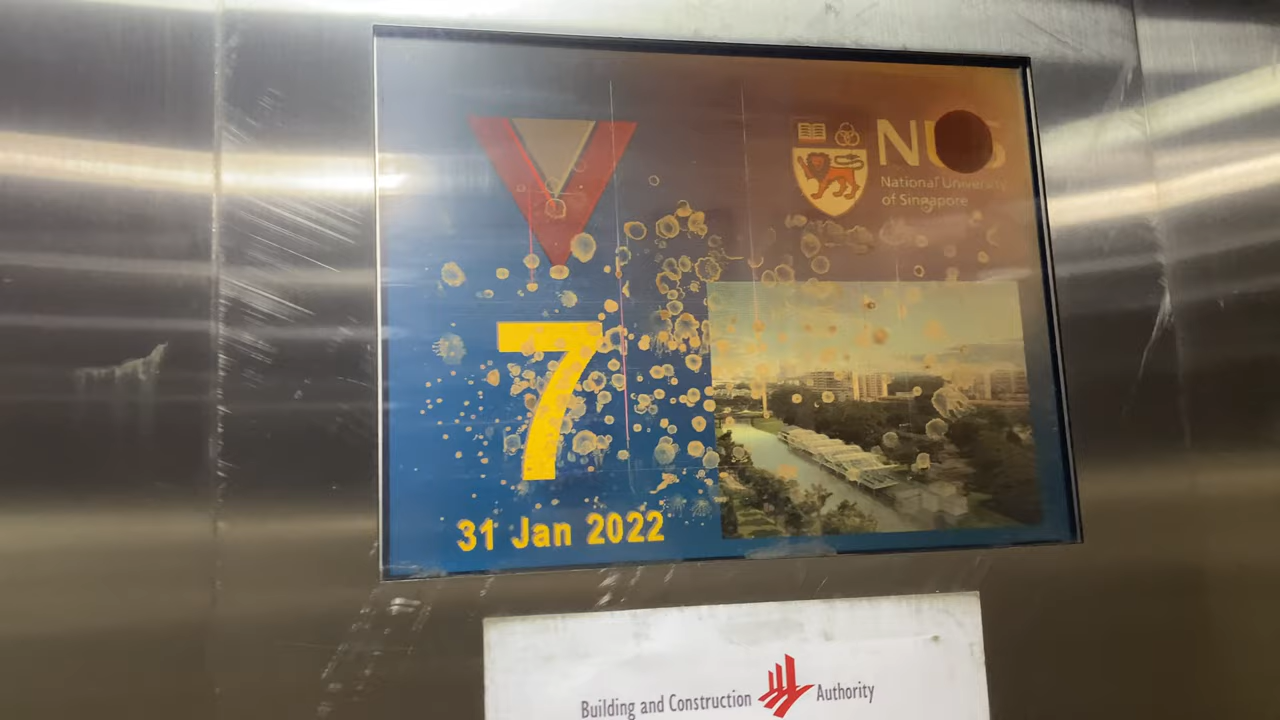 NUS
National University
of Singapore
7
31 Jan 2022
Building and Construction Authority